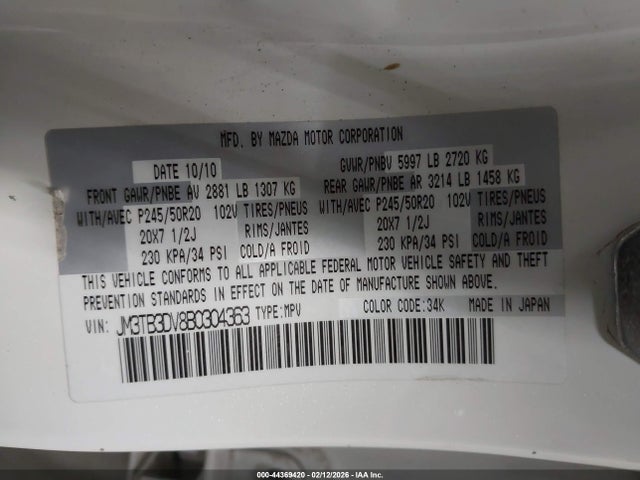 MFD. BY MAZDA MOTOR CORPORATION
DATE 10/10 GVWR/PNBV 5997 LB 2720 KG
FRONT GAWR/PNBE AV 2881 LB 1307 KG REAR GAWR/PNBE AR 3214 LB 1458 KG
WITH/AVEC P245/50R20 102V TIRES/PNEUS WITH/AVEC P245/50R20 102V TIRES/PNEUS
20X7 1/2J RIMS/JANTES 20X7 1/2J RIMS/JANTES
230 KPA/34 PSI COLD/A FROID 230 KPA/34 PSI COLD/A FROID
THIS VEHICLE CONFORMS TO ALL APPLICABLE FEDERAL MOTOR VEHICLE SAFETY AND THEFT
PREVENTION STANDARDS IN EFFECT ON THE DATE OF MANUFACTURE SHOWN ABOVE.
VIN: JM3TB3DV8B0304363 TYPE:MPV COLOR CODE:34K MADE IN JAPAN
000-44369420 - 02/12/2026 - IAA Inc.